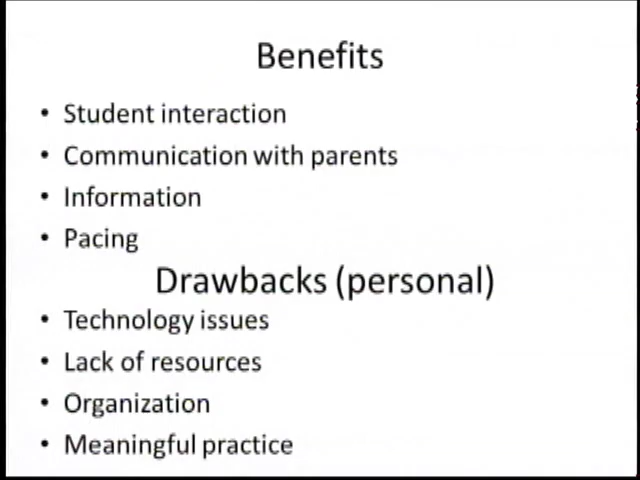 Benefits
• Student interaction
• Communication with parents
• Information
• Pacing
Drawbacks (personal)
• Technology issues
• Lack of resources
• Organization
• Meaningful practice